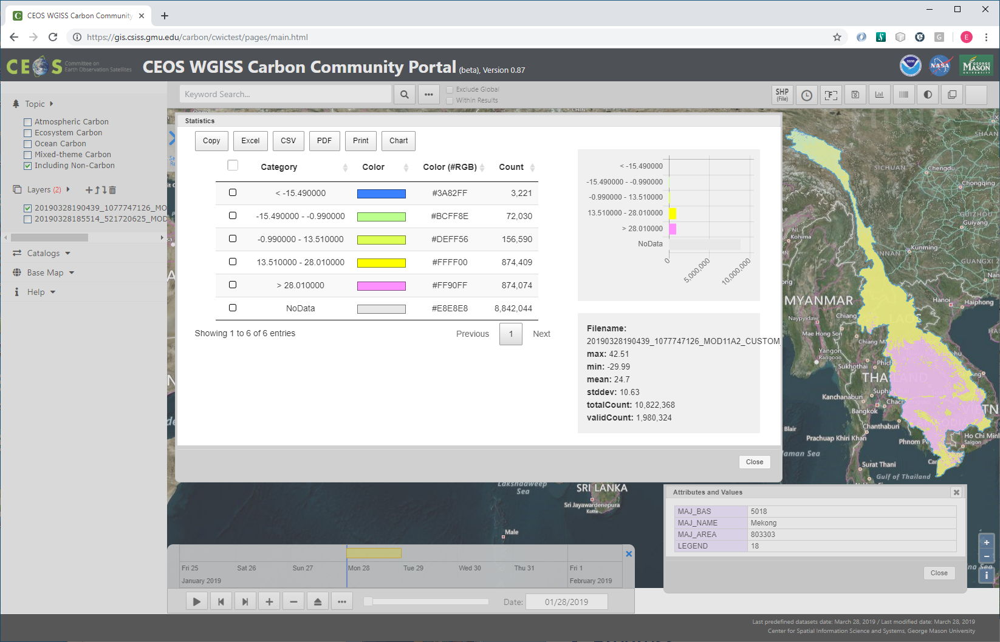 CEOS WGISS Carbon Community
https://gis.csiss.gmu.edu/carbon/cwictest/pages/main.html
E
CEOS
Committee on
Earth Observation Satellites
CEOS WGISS Carbon Community Portal (beta), Version 0.87
NASA
GEORGE
MASON
UNIVERSITY
Topic
Atmospheric Carbon
Ecosystem Carbon
Ocean Carbon
Mixed-theme Carbon
Including Non-Carbon
Layers (2)
20190328190439_1077747126_MO
20190328185514_521720625_MOD
Catalogs
Base Map
Help
Keyword Search...
Exclude Global
Within Results
SHP
(File)
[F]
Statistics
Copy
Excel
CSV
PDF
Print
Chart
Category Color Color (#RGB) Count
< -15.490000 #3A82FF 3,221
-15.490000 - -0.990000 #BCFF8E 72,030
-0.990000 - 13.510000 #DEFF56 156,590
13.510000 - 28.010000 #FFFF00 874,409
> 28.010000 #FF90FF 874,074
NoData #E8E8E8 8,842,044
Showing 1 to 6 of 6 entries
Previous 1 Next
< -15.490000
-15.490000 - -0.990000
-0.990000 - 13.510000
13.510000 - 28.010000
> 28.010000
NoData
0
5,000,000
10,000,000
Filename:
20190328190439_1077747126_MOD11A2_CUSTOM_
max: 42.51
min: -29.99
mean: 24.7
stddev: 10.63
totalCount: 10,822,368
validCount: 1,980,324
Close
SICHUAN
Chengdu
Chongqing
GUIZHOU
Guiyang
Kohima
Kunming
GUANGXI
Hanoi
Haiphong
MYANMAR
Naypyidaw
Chiang
Mae Hong Son
LAOS
Chiang M
Yangon
Rangoon
Sukhothai
Phich
THAILAND
Suph
Kanchanaburi
Chacr
Bangkok
Chanthaburi
Blair
Prachuap Khiri Khan
Phnom P
Ho Chi Minl
Saigon
Surat Thani
Gulf of Thailand
Lakshadweep
Sea
SRI LANKA
Sri Jayawardenepura
Kotte
Male
Attributes and Values
MAJ_BAS 5018
MAJ_NAME Mekong
MAJ_AREA 803303
LEGEND 18
Close
Fri 25 Sat 26 Sun 27 Mon 28 Tue 29 Wed 30 Thu 31 Fri 1
January 2019 February 2019
Date: 01/28/2019
Last predefined datasets date: March 28, 2019 / Last modified date: March 28, 2019
Center for Spatial Information Science and Systems, George Mason University